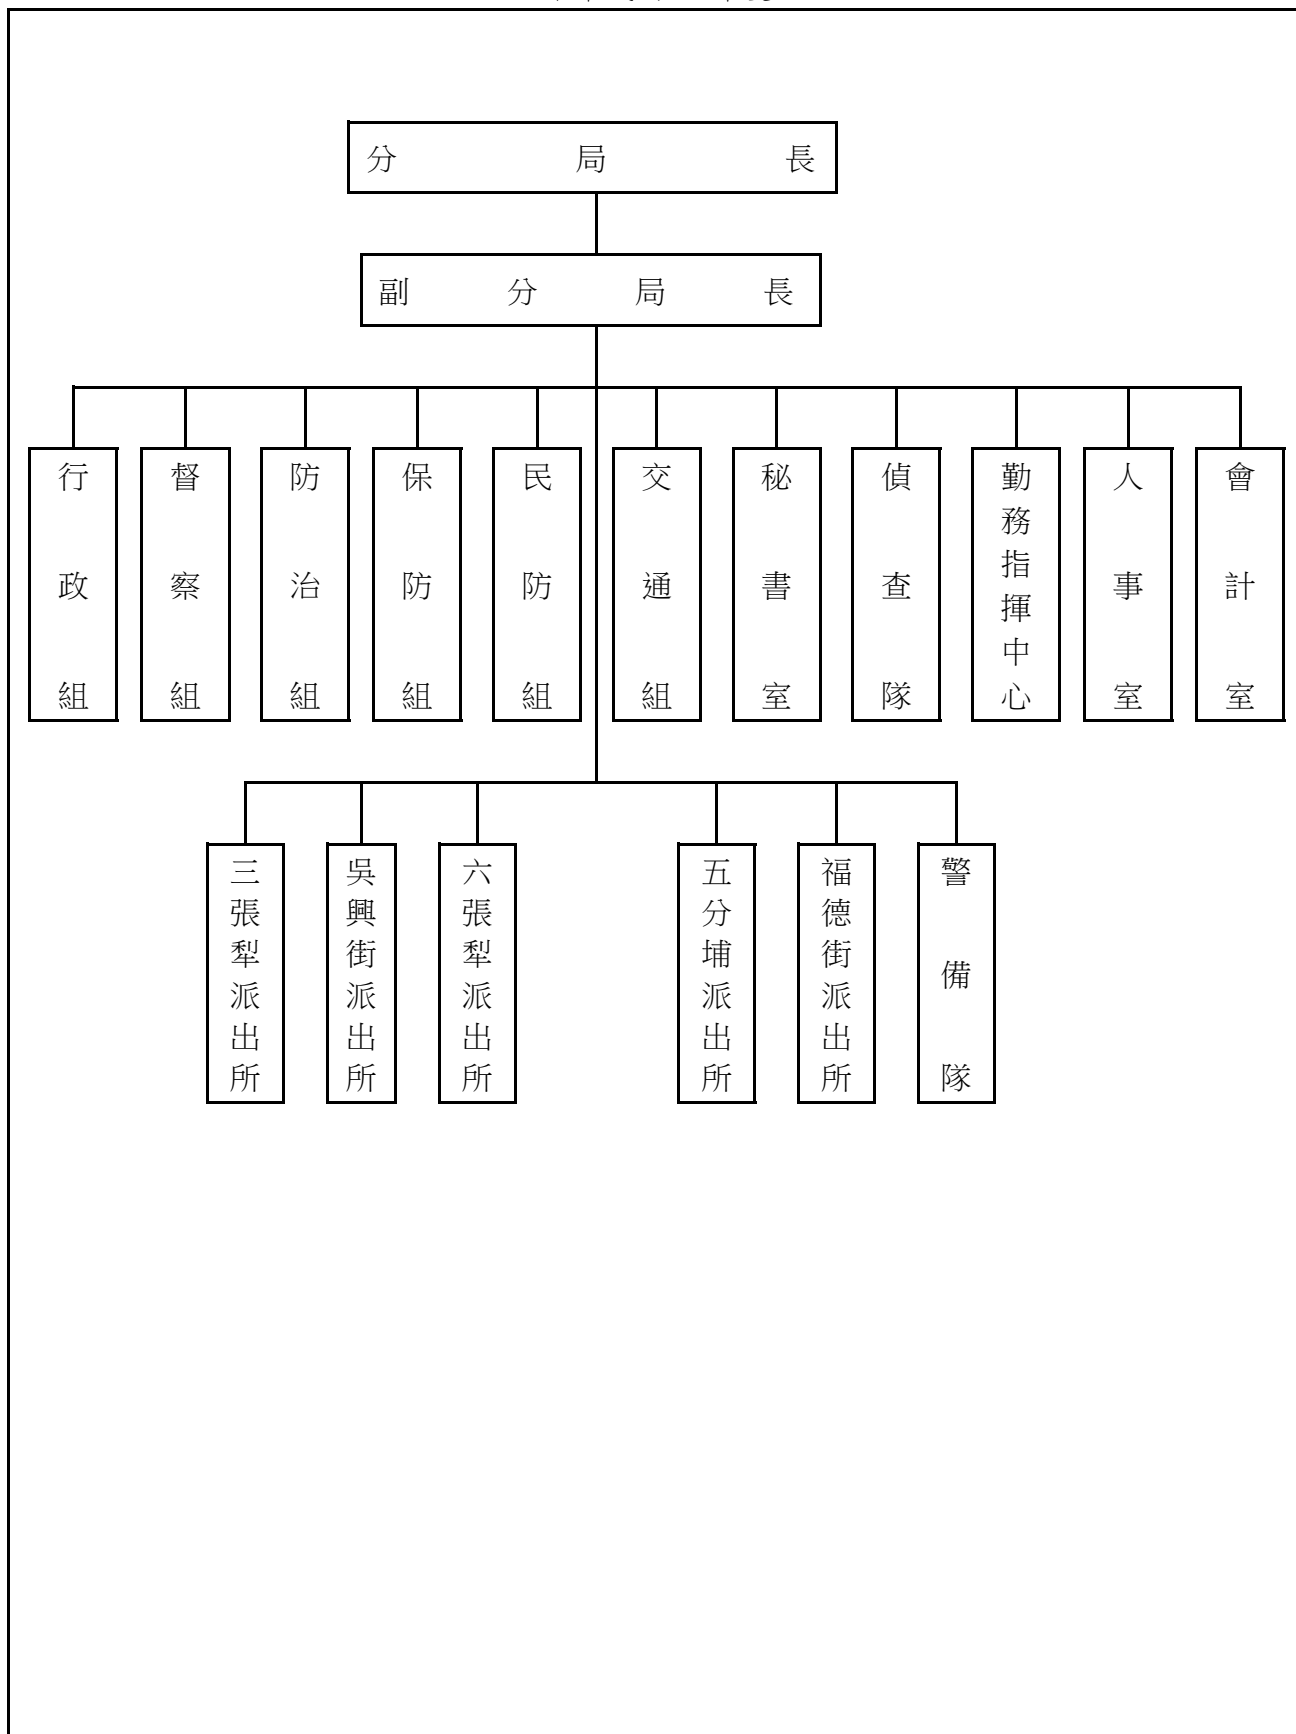 分局長
副分局長
行政組
督察組
防治組
保防組
民防組
交通組
秘書室
偵查隊
勤務指揮中心
人事室
會計室
三張犁派出所
吳興街派出所
六張犁派出所
五分埔派出所
福德街派出所
警備隊